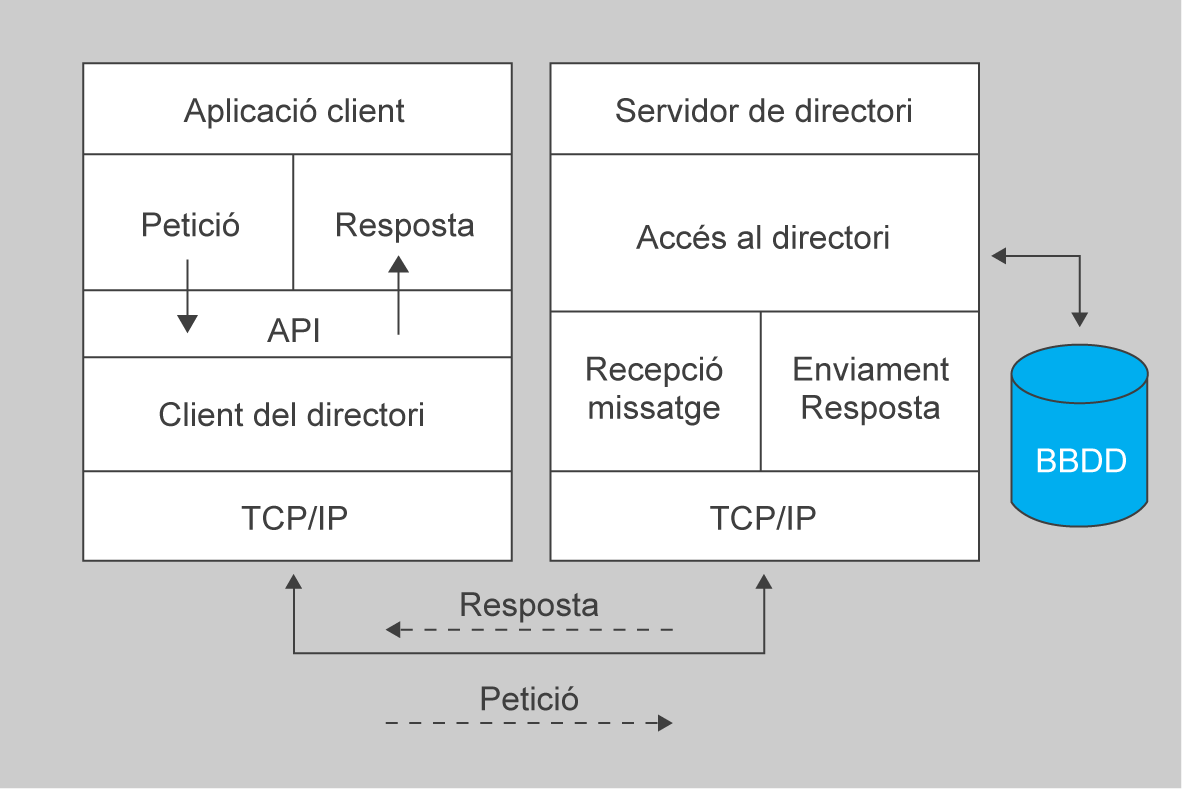 Aplicació client
Petició
Resposta
API
Client del directori
TCP/IP
Servidor de directori
Accés al directori
Recepció
missatge
Enviament
Resposta
TCP/IP
BBDD
Resposta
Petició